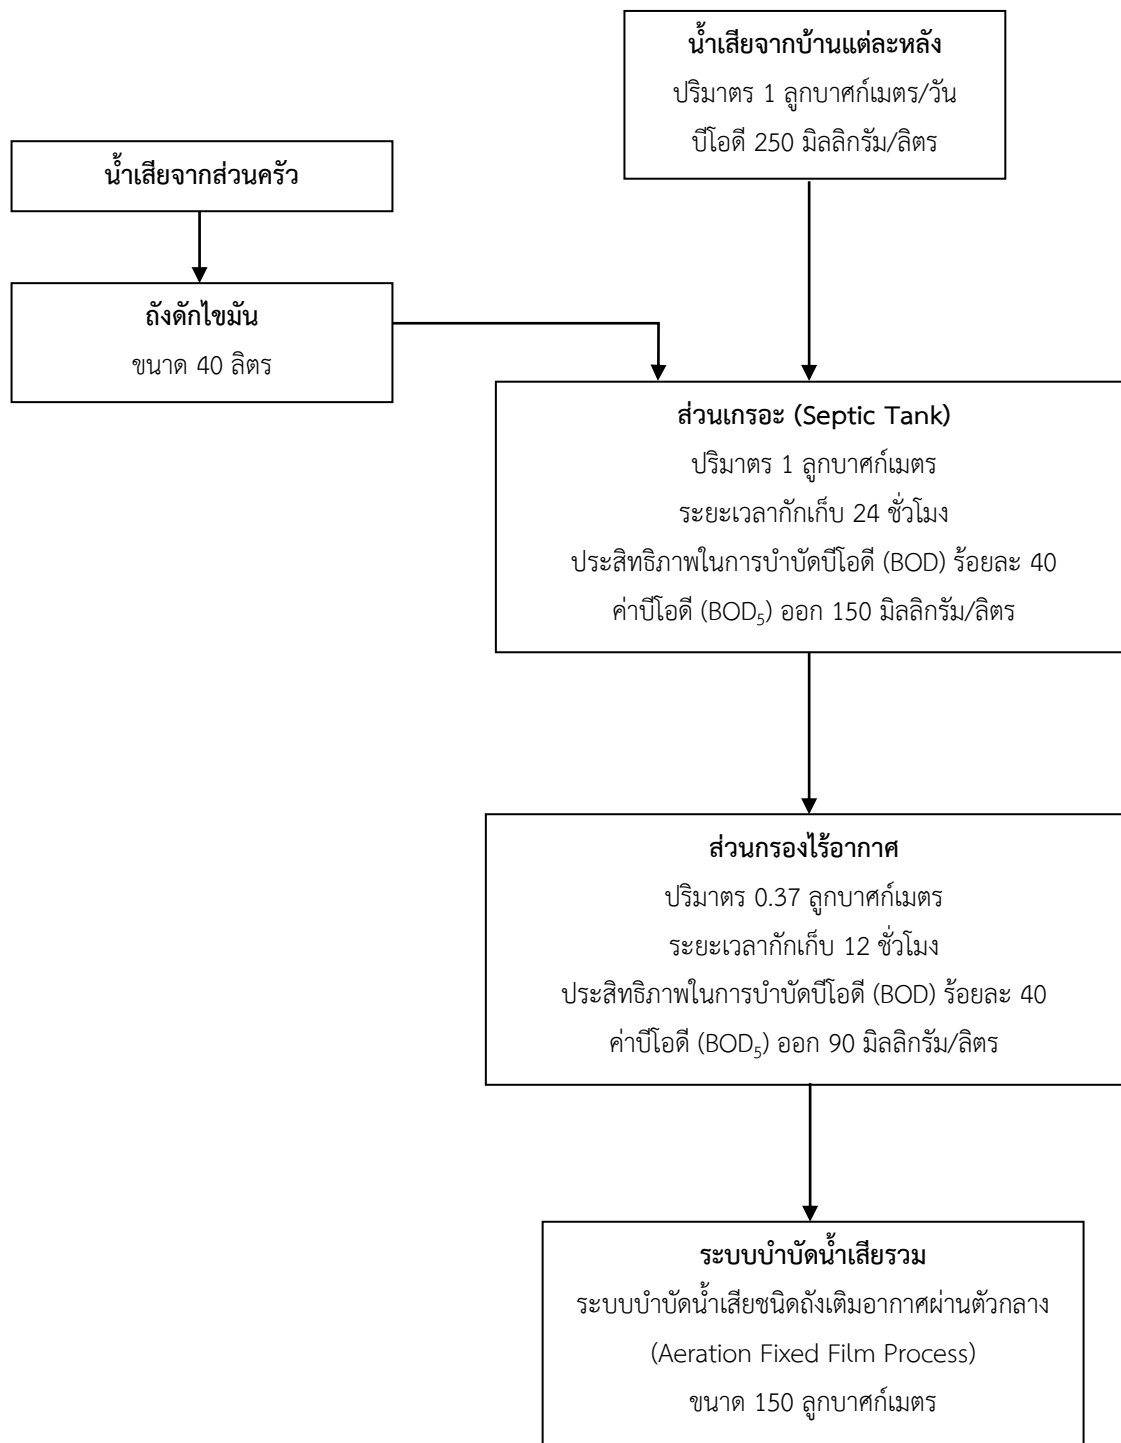 น้ำเสียจากบ้านแต่ละหลัง
ปริมาตร 1 ลูกบาศก์เมตร/วัน
บีโอดี 250 มิลลิกรัม/ลิตร
น้ำเสียจากส่วนครัว
ถังดักไขมัน
ขนาด 40 ลิตร
ส่วนเกรอะ (Septic Tank)
ปริมาตร 1 ลูกบาศก์เมตร
ระยะเวลากักเก็บ 24 ชั่วโมง
ประสิทธิภาพในการบำบัดบีโอดี (BOD) ร้อยละ 40
ค่าบีโอดี (BOD₅) ออก 150 มิลลิกรัม/ลิตร
ส่วนกรองไร้อากาศ
ปริมาตร 0.37 ลูกบาศก์เมตร
ระยะเวลากักเก็บ 12 ชั่วโมง
ประสิทธิภาพในการบำบัดบีโอดี (BOD) ร้อยละ 40
ค่าบีโอดี (BOD₅) ออก 90 มิลลิกรัม/ลิตร
ระบบบำบัดน้ำเสียรวม
ระบบบำบัดน้ำเสียชนิดถังเติมอากาศผ่านตัวกลาง
(Aeration Fixed Film Process)
ขนาด 150 ลูกบาศก์เมตร